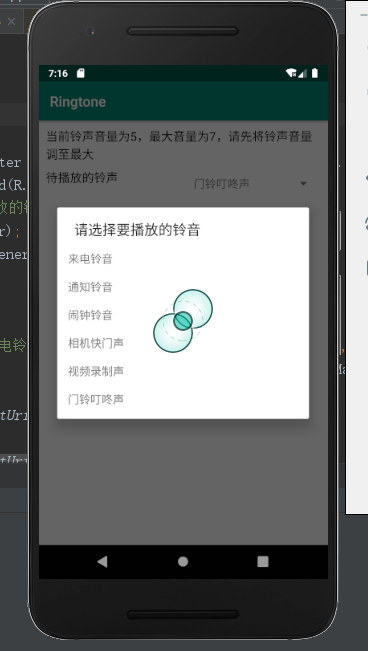 7:16
Ringtone
当前铃声音量为5，最大音量为7，请先将铃声音量
调至最大
待播放的铃声
门铃叮咚声
请选择要播放的铃音
来电铃音
通知铃音
闹钟铃音
相机快门声
视频录制声
门铃叮咚声